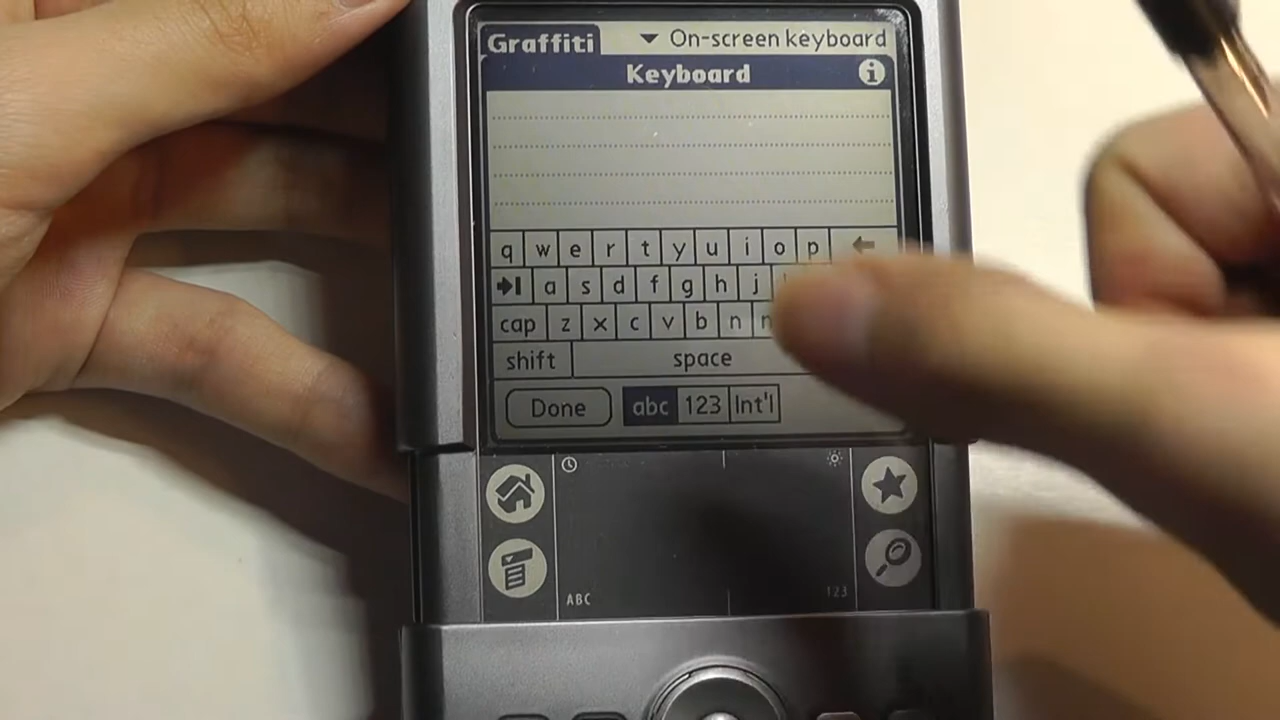 Graffiti On-screen keyboard
Keyboard i
q w e r t y u i o p
a s d f g h j
cap z x c v b n
shift space
Done abc 123 Int'l
ABC 123